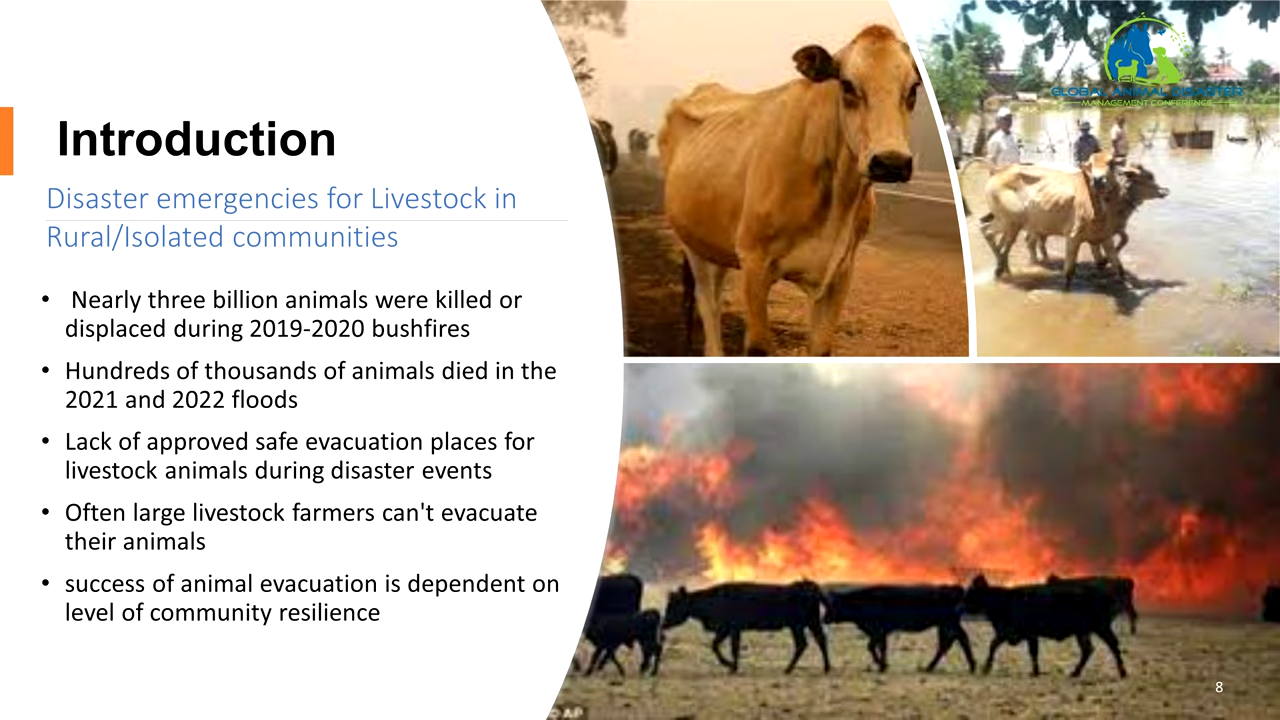 GLOBAL ANIMAL DISASTER
MANAGEMENT CONFERENCE
Introduction
Disaster emergencies for Livestock in
Rural/Isolated communities
• Nearly three billion animals were killed or
displaced during 2019-2020 bushfires
• Hundreds of thousands of animals died in the
2021 and 2022 floods
• Lack of approved safe evacuation places for
livestock animals during disaster events
• Often large livestock farmers can't evacuate
their animals
• success of animal evacuation is dependent on
level of community resilience
8
AP